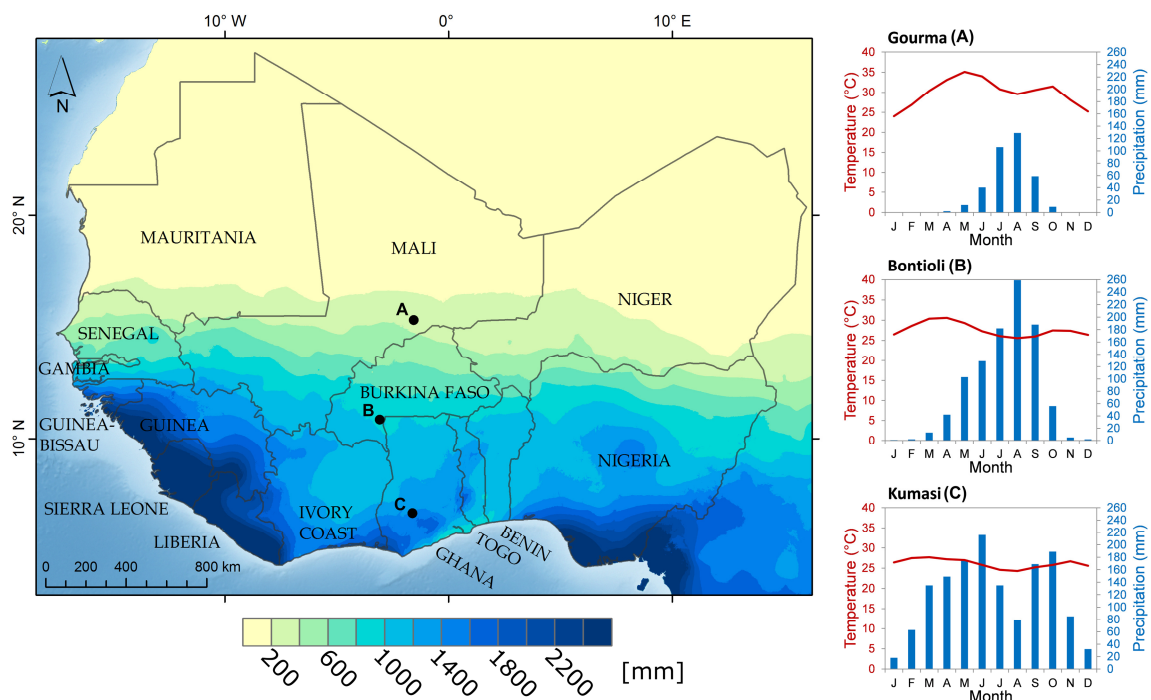 10° W 0° 10° E
20° N
10° N
N
MAURITANIA
MALI
NIGER
A
SENEGAL
GAMBIA
BURKINA FASO
B
GUINEA-
BISSAU
GUINEA
NIGERIA
C
SIERRA LEONE
IVORY
COAST
LIBERIA
BENIN
TOGO
GHANA
0 200 400 800 km
200 600 1000 1400 1800 2200 [mm]
Gourma (A)
Temperature (°C)
40
35
30
25
20
15
10
5
0
260
240
220
200
180
160
140
120
100
80
60
40
20
0
Precipitation (mm)
J F M A M J J A S O N D
Month
Bontioli (B)
Temperature (°C)
40
35
30
25
20
15
10
5
0
260
240
220
200
180
160
140
120
100
80
60
40
20
0
Precipitation (mm)
J F M A M J J A S O N D
Month
Kumasi (C)
Temperature (°C)
40
35
30
25
20
15
10
5
0
260
240
220
200
180
160
140
120
100
80
60
40
20
0
Precipitation (mm)
J F M A M J J A S O N D
Month